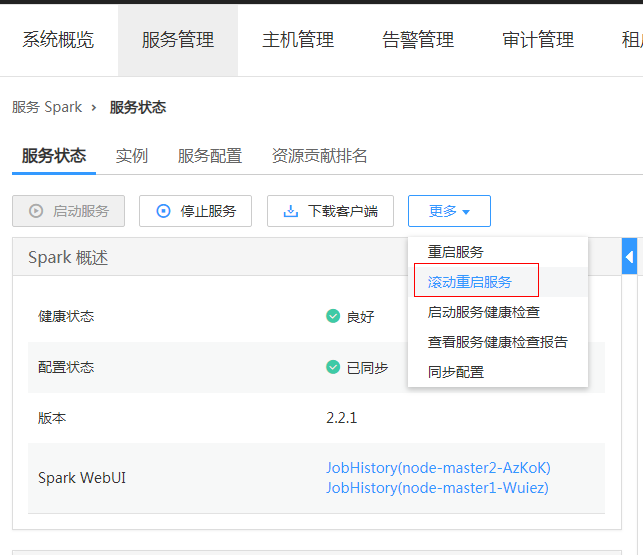 系统概览 服务管理 主机管理 告警管理 审计管理
服务 Spark > 服务状态
服务状态 实例 服务配置 资源贡献排名
启动服务 停止服务 下载客户端 更多
重启服务
滚动重启服务
启动服务健康检查
查看服务健康检查报告
同步配置
Spark 概述
健康状态 良好
配置状态 已同步
版本 2.2.1
Spark WebUI JobHistory(node-master2-AzKoK)
JobHistory(node-master1-Wuiez)